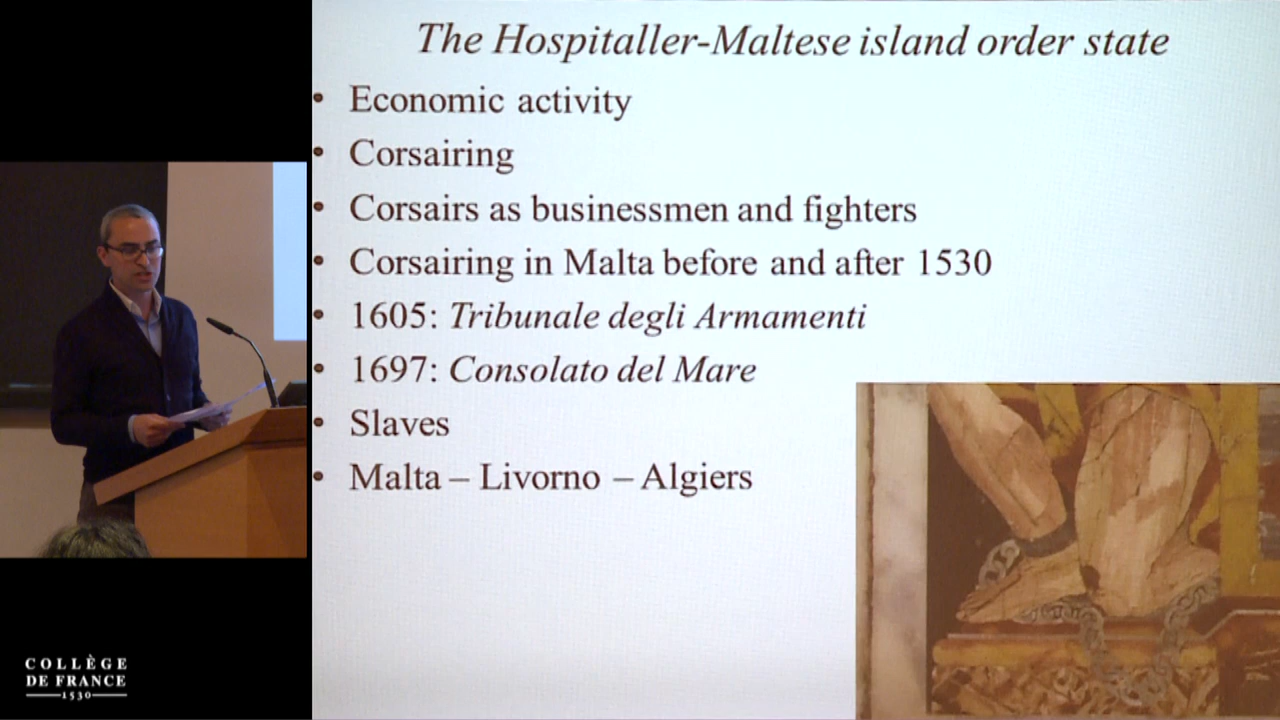 The Hospitaller-Maltese island order state
• Economic activity
• Corsairing
• Corsairs as businessmen and fighters
• Corsairing in Malta before and after 1530
• 1605: Tribunale degli Armamenti
• 1697: Consolato del Mare
• Slaves
• Malta – Livorno – Algiers
COLLÈGE
DE FRANCE
1530